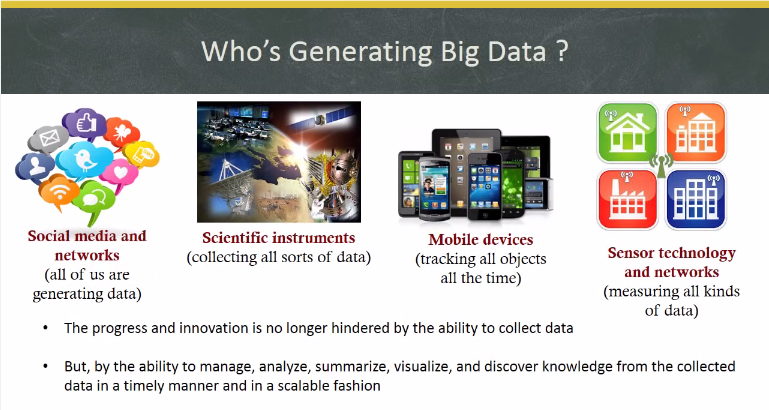 Who's Generating Big Data ?
Social media and
networks
(all of us are
generating data)
Scientific instruments
(collecting all sorts of data)
Mobile devices
(tracking all objects
all the time)
Sensor technology
and networks
(measuring all kinds
of data)
• The progress and innovation is no longer hindered by the ability to collect data
• But, by the ability to manage, analyze, summarize, visualize, and discover knowledge from the collected
data in a timely manner and in a scalable fashion